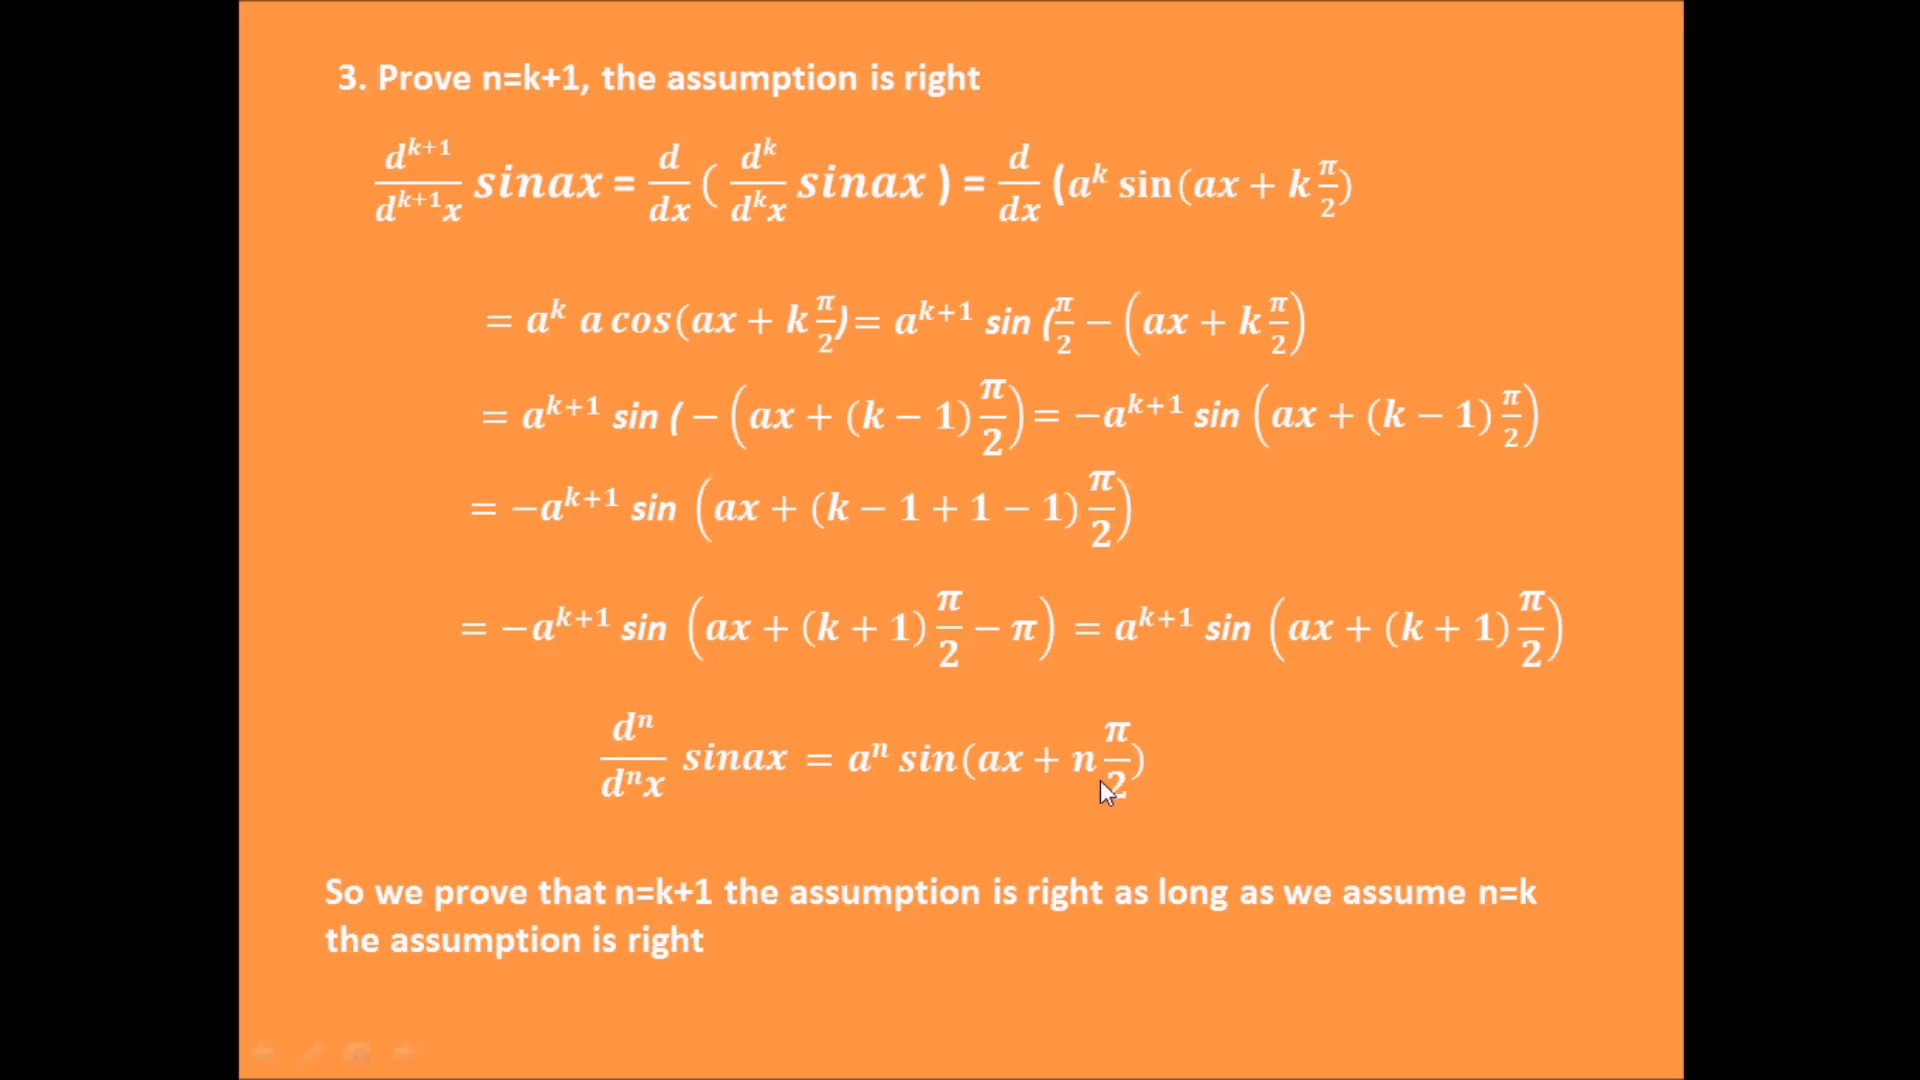 3. Prove n=k+1, the assumption is right
d^{k+1}/d^{k+1}x sinax = d/dx ( d^k/d^k x sinax ) = d/dx (a^k sin(ax + k π/2)
= a^k a cos(ax + k π/2) = a^{k+1} sin (π/2 − (ax + k π/2)
= a^{k+1} sin ( − (ax + (k − 1) π/2) = −a^{k+1} sin (ax + (k − 1) π/2)
= −a^{k+1} sin (ax + (k − 1 + 1 − 1) π/2)
= −a^{k+1} sin (ax + (k + 1) π/2 − π) = a^{k+1} sin (ax + (k + 1) π/2)
d^n/d^n x sinax = a^n sin(ax + n π/2)
So we prove that n=k+1 the assumption is right as long as we assume n=k
the assumption is right